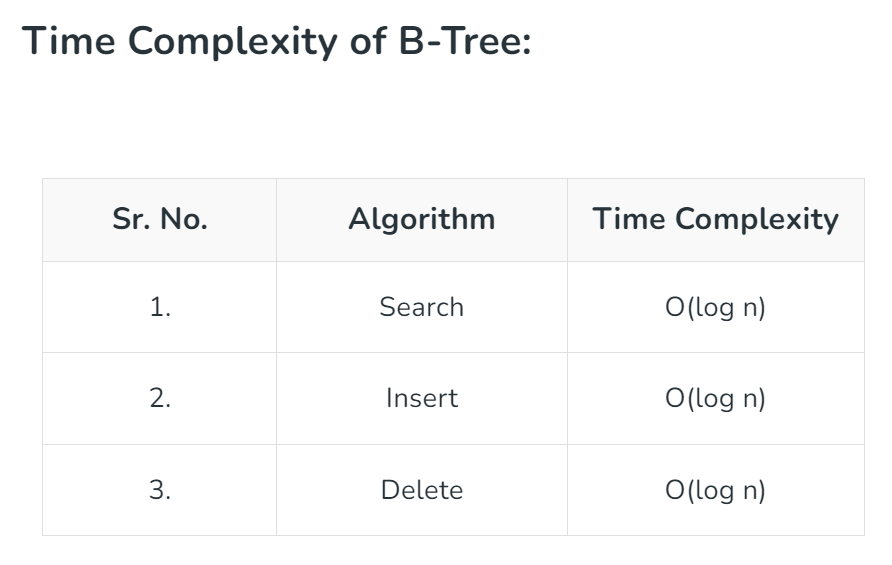 Time Complexity of B-Tree:
Sr. No. Algorithm Time Complexity
1. Search O(log n)
2. Insert O(log n)
3. Delete O(log n)